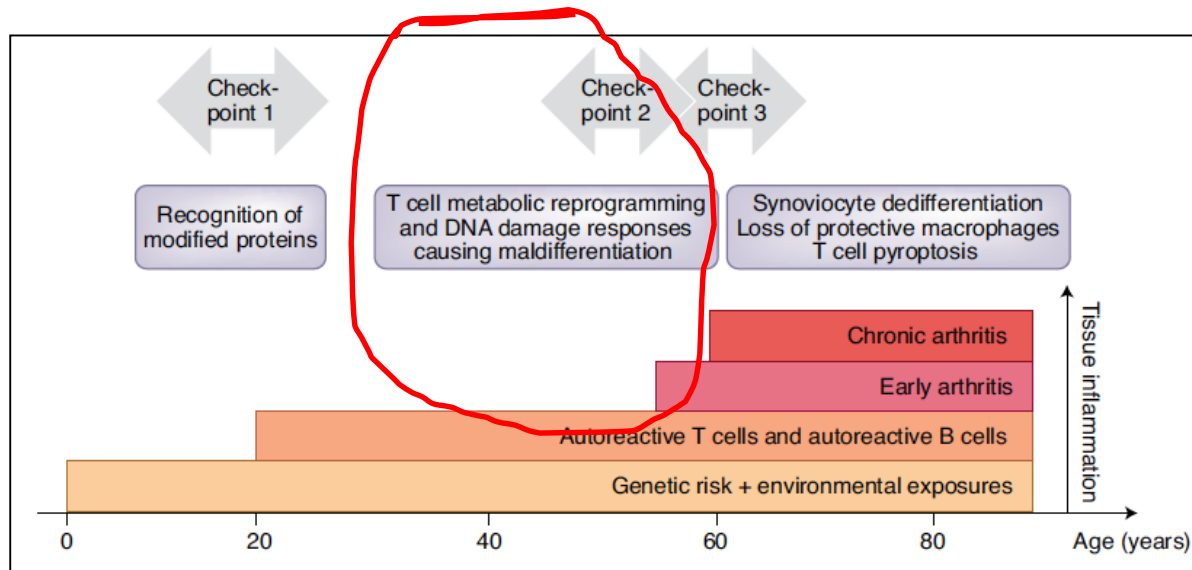 Check-
point 1
Check-
point 2
Check-
point 3
Recognition of
modified proteins
T cell metabolic reprogramming
and DNA damage responses
causing maldifferentiation
Synoviocyte dedifferentiation
Loss of protective macrophages
T cell pyroptosis
Chronic arthritis
Early arthritis
Autoreactive T cells and autoreactive B cells
Genetic risk + environmental exposures
Tissue inflammation
0 20 40 60 80 Age (years)